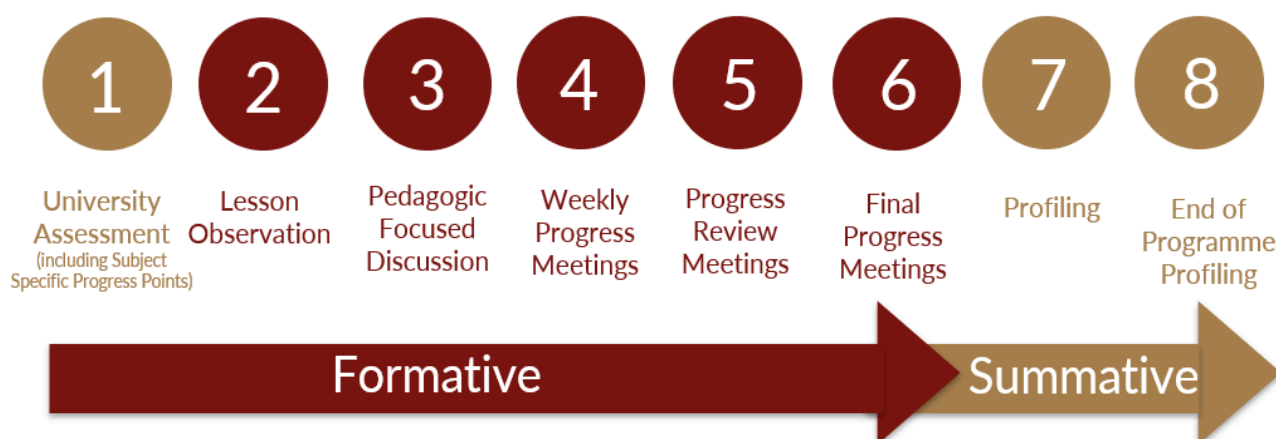 1
2
3
4
5
6
7
8
University
Assessment
(including Subject
Specific Progress Points)
Lesson
Observation
Pedagogic
Focused
Discussion
Weekly
Progress
Meetings
Progress
Review
Meetings
Final
Progress
Meetings
Profiling
End of
Programme
Profiling
Formative
Summative